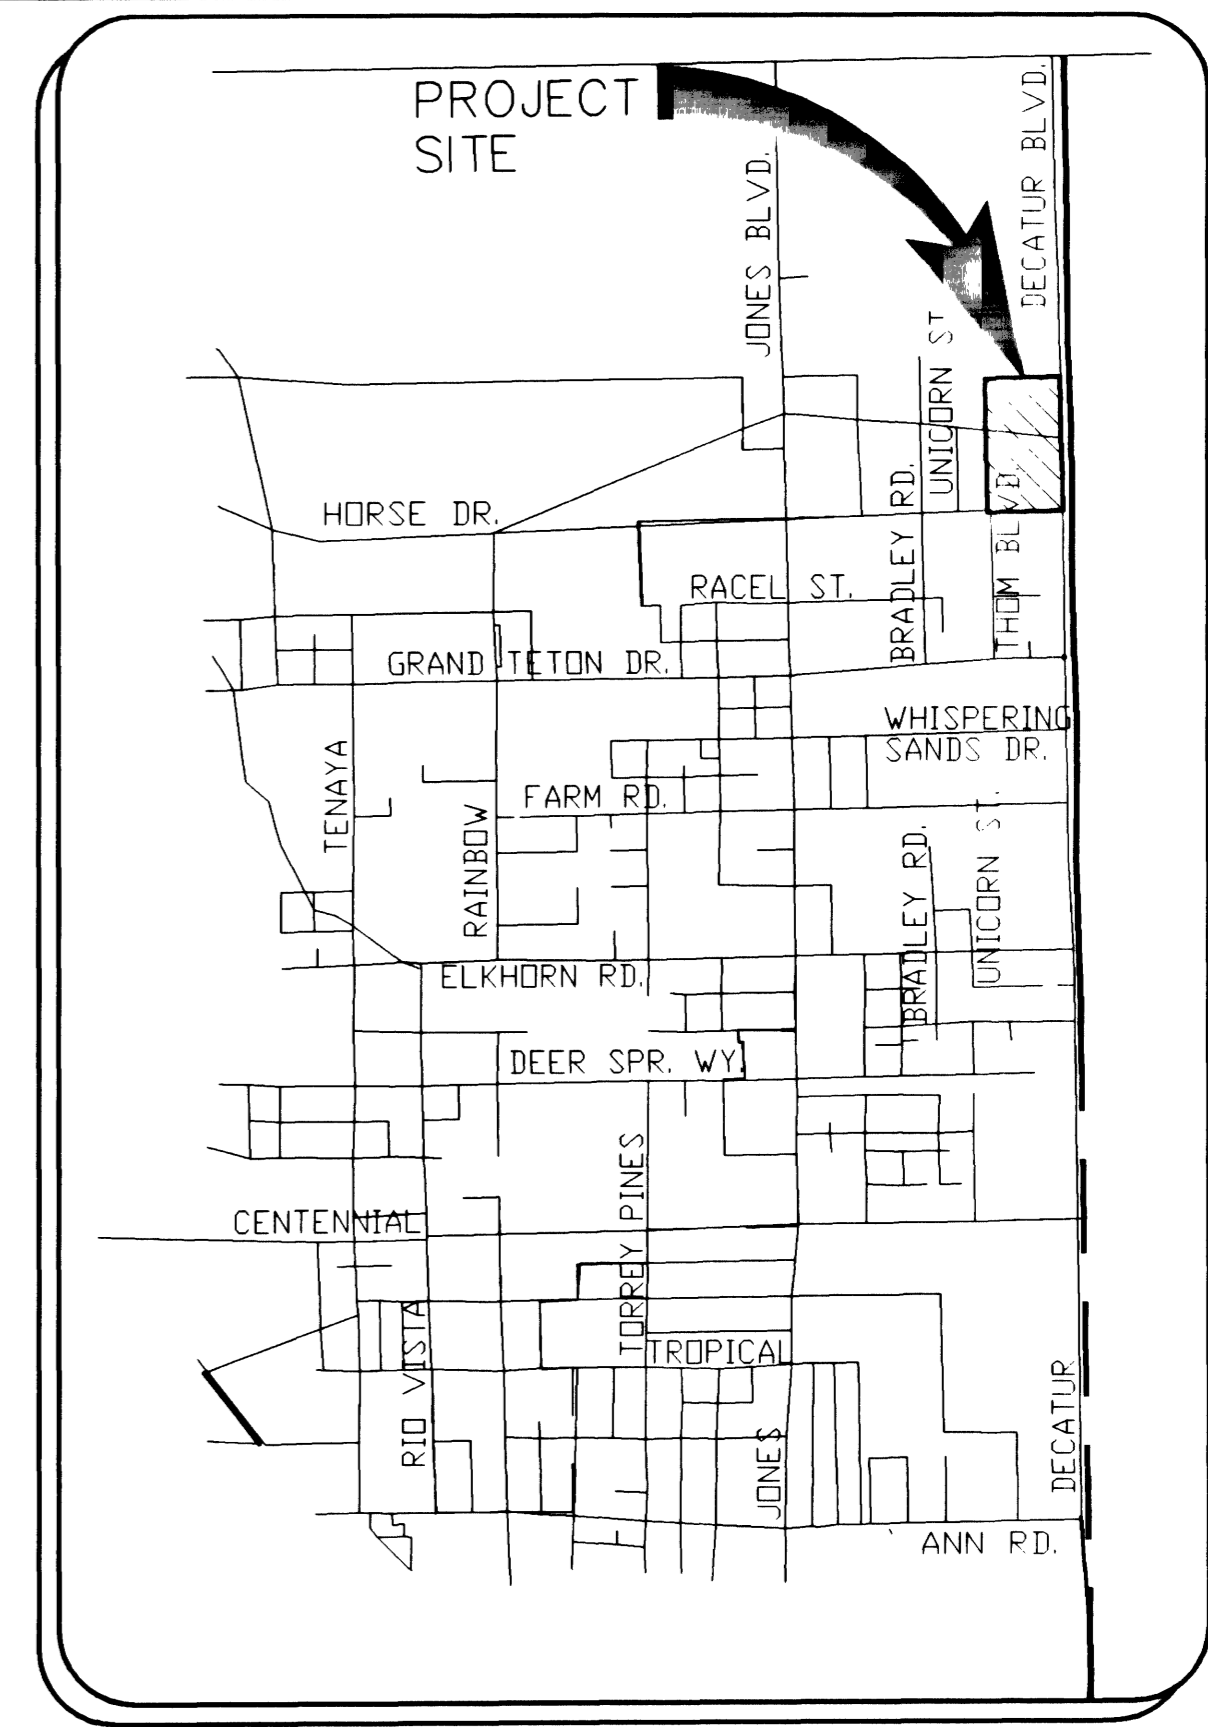 PROJECT
SITE
DECATUR BLVD.
JONES BLVD.
UNICORN ST
BRADLEY RD.
THOM BLVD.
HORSE DR.
RACEL ST.
GRAND TETON DR.
WHISPERING
SANDS DR.
TENAYA
RAINBOW
FARM RD.
BRADLEY RD.
UNICORN ST.
ELKHORN RD.
DEER SPR. WY.
TORREY PINES
CENTENNIAL
RIO VISTA
TROPICAL
JONES
DECATUR
ANN RD.